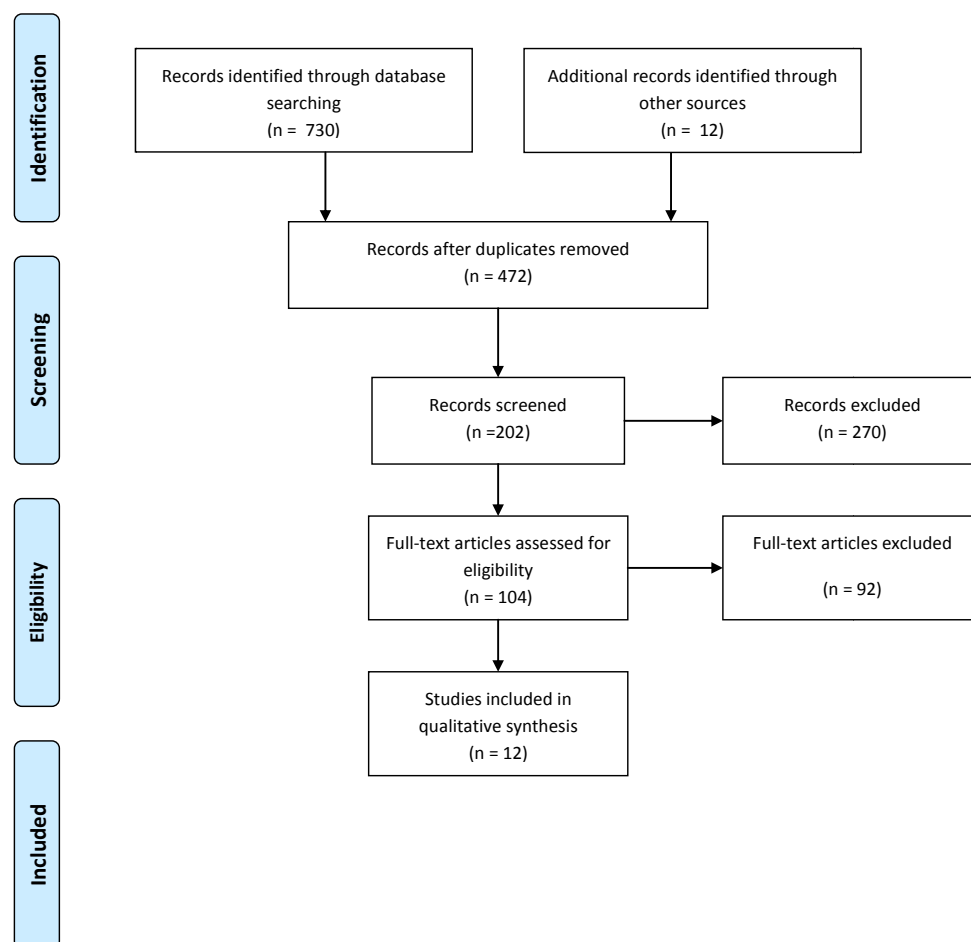 Identification
Records identified through database
searching
(n =  730)
Additional records identified through
other sources
(n =  12)
Records after duplicates removed
(n = 472)
Screening
Records screened
(n =202)
Records excluded
(n = 270)
Eligibility
Full-text articles assessed for
eligibility
(n = 104)
Full-text articles excluded
(n = 92)
Studies included in
qualitative synthesis
(n = 12)
Included